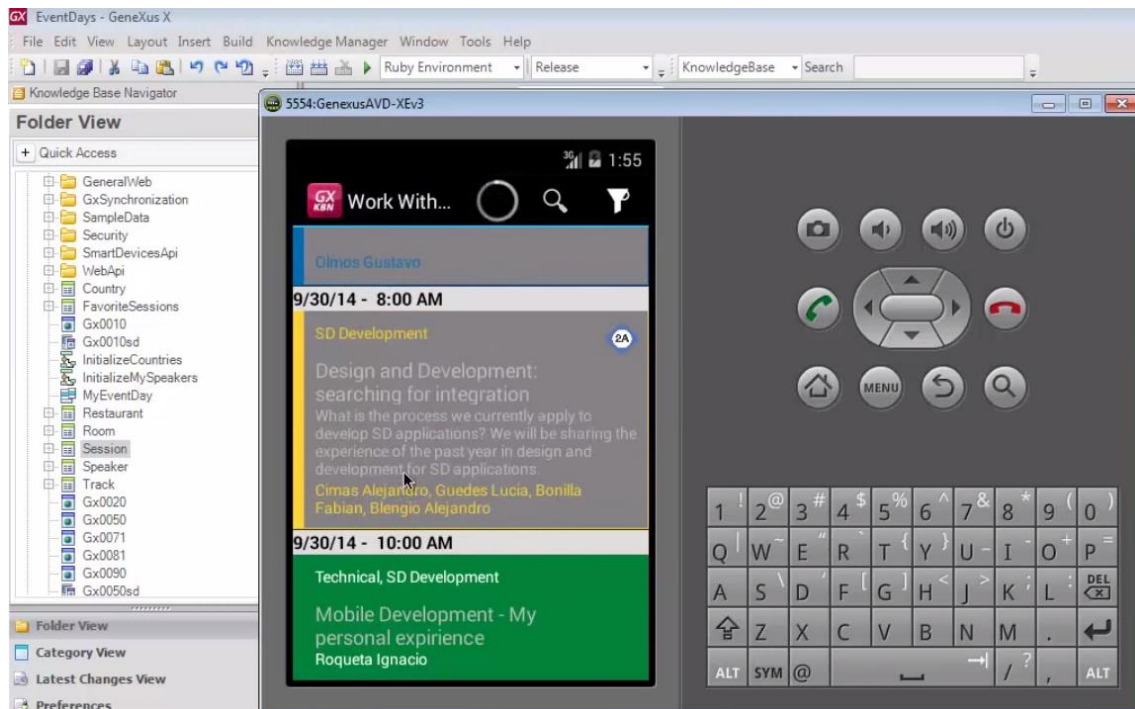 GX EventDays - GeneXus X
File Edit View Layout Insert Build Knowledge Manager Window Tools Help
Ruby Environment Release KnowledgeBase Search
Knowledge Base Navigator
Folder View
+ Quick Access
GeneralWeb
GxSynchronization
SampleData
Security
SmartDevicesApi
WebApi
Country
FavoriteSessions
Gx0010
Gx0010sd
InitializeCountries
InitializeMySpeakers
MyEventDay
Restaurant
Room
Session
Speaker
Track
Gx0020
Gx0050
Gx0071
Gx0081
Gx0090
Gx0050sd
Folder View
Category View
Latest Changes View
Preferences
5554:GenexusAVD-XEv3
3G 1:55
GX KBN Work With...
Olmos Gustavo
9/30/14 - 8:00 AM
SD Development
2A
Design and Development:
searching for integration
What is the process we currently apply to
develop SD applications? We will be sharing the
experience of the past year in design and
development for SD applications.
Cimas Alejandro, Guedes Lucia, Bonilla
Fabian, Blengio Alejandro
9/30/14 - 10:00 AM
Technical, SD Development
Mobile Development - My
personal expirience
Roqueta Ignacio
MENU
1 ! 2 @ 3 # 4 $ 5 % 6 ^ 7 & 8 * 9 ( 0 )
Q | W ~ E " R ` T { Y } U - I _ O + P =
A S \ D ' F [ G ] H < J > K ; L : DEL
Z X C V B N M .
ALT SYM @ / ? , ALT